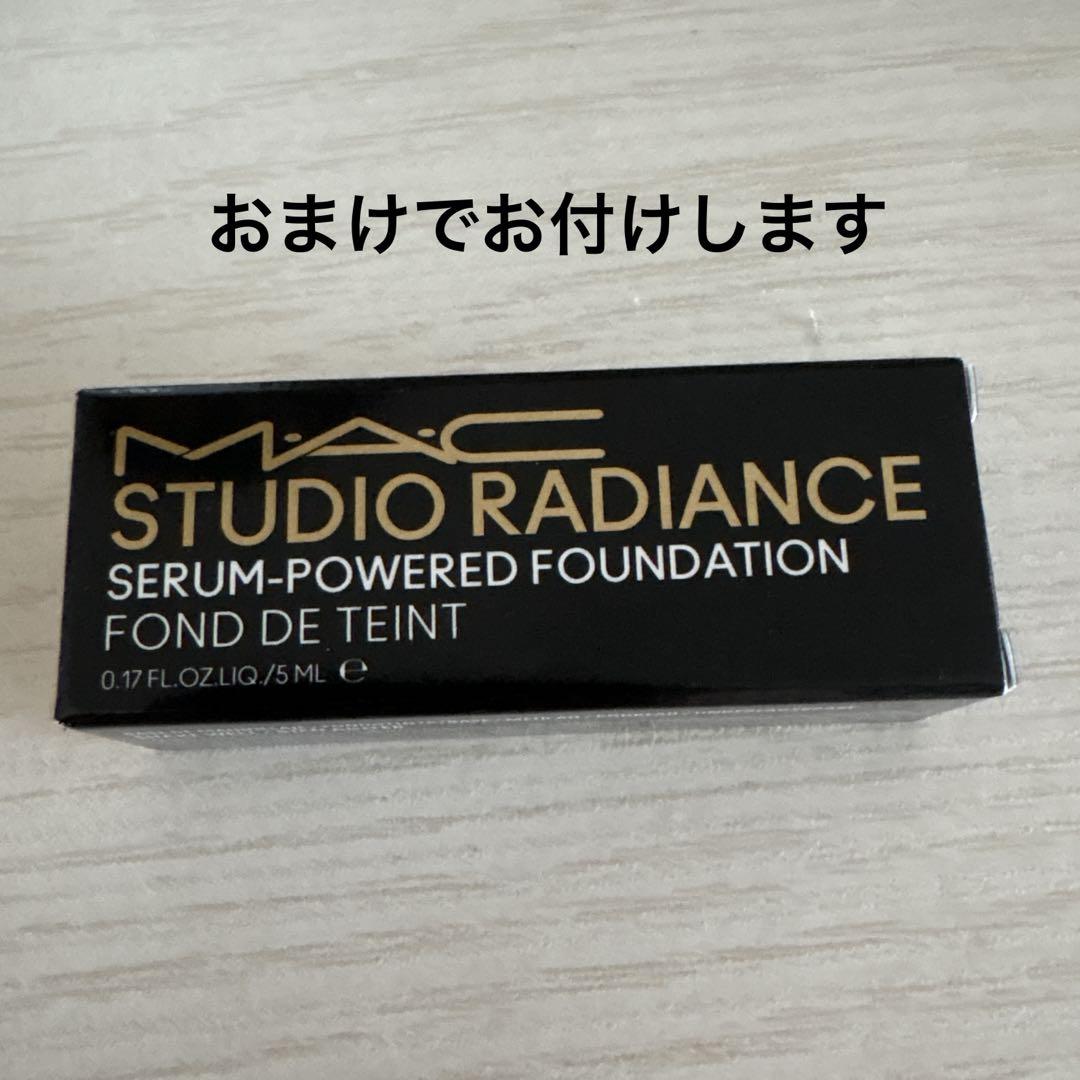 おまけでお付けします
M·A·C
STUDIO RADIANCE
SERUM-POWERED FOUNDATION
FOND DE TEINT
0.17 FL.OZ.LIQ./5 ML ℮